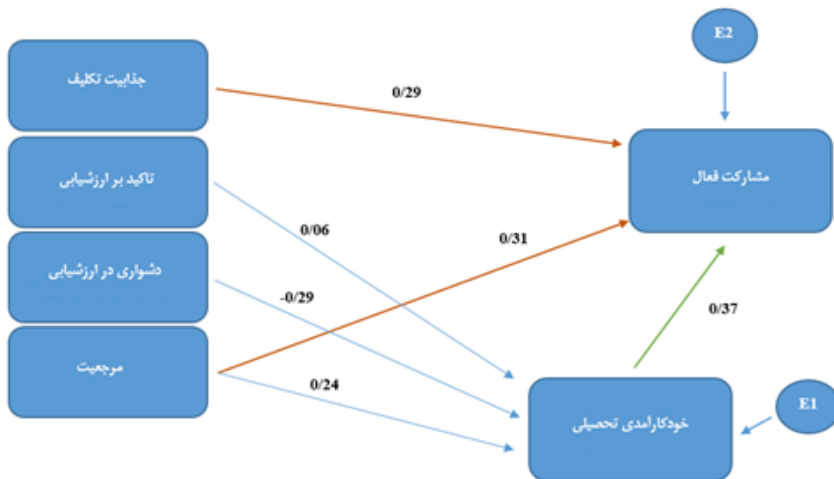 E2
جذابیت تکلیف
0/29
مشارکت فعال
تاکید بر ارزشیابی
0/06
0/31
دشواری در ارزشیابی
-0/29
0/37
مرجعیت
0/24
خودکارآمدی تحصیلی
E1